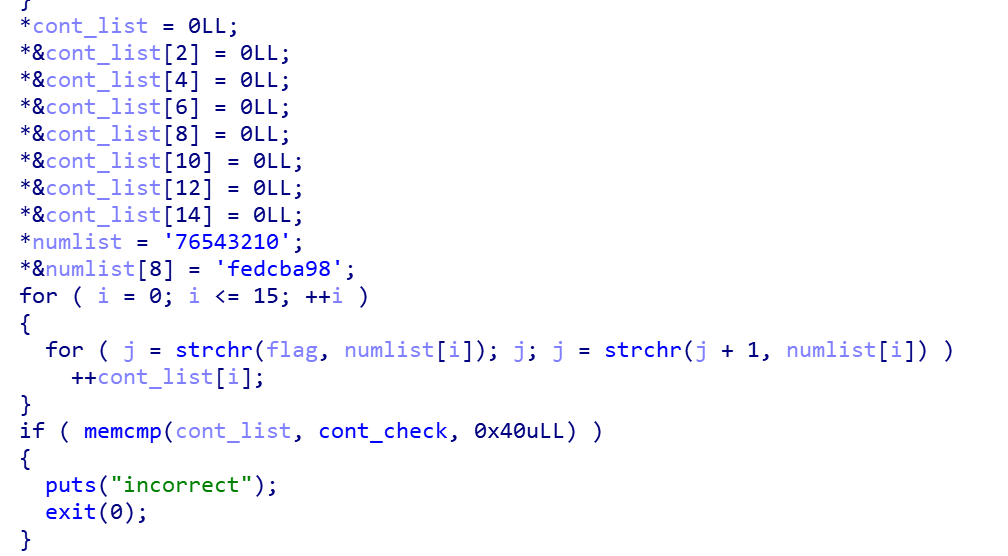 }
*cont_list = 0LL;
*&cont_list[2] = 0LL;
*&cont_list[4] = 0LL;
*&cont_list[6] = 0LL;
*&cont_list[8] = 0LL;
*&cont_list[10] = 0LL;
*&cont_list[12] = 0LL;
*&cont_list[14] = 0LL;
*numlist = '76543210';
*&numlist[8] = 'fedcba98';
for ( i = 0; i <= 15; ++i )
{
  for ( j = strchr(flag, numlist[i]); j; j = strchr(j + 1, numlist[i]) )
    ++cont_list[i];
}
if ( memcmp(cont_list, cont_check, 0x40uLL) )
{
  puts("incorrect");
  exit(0);
}